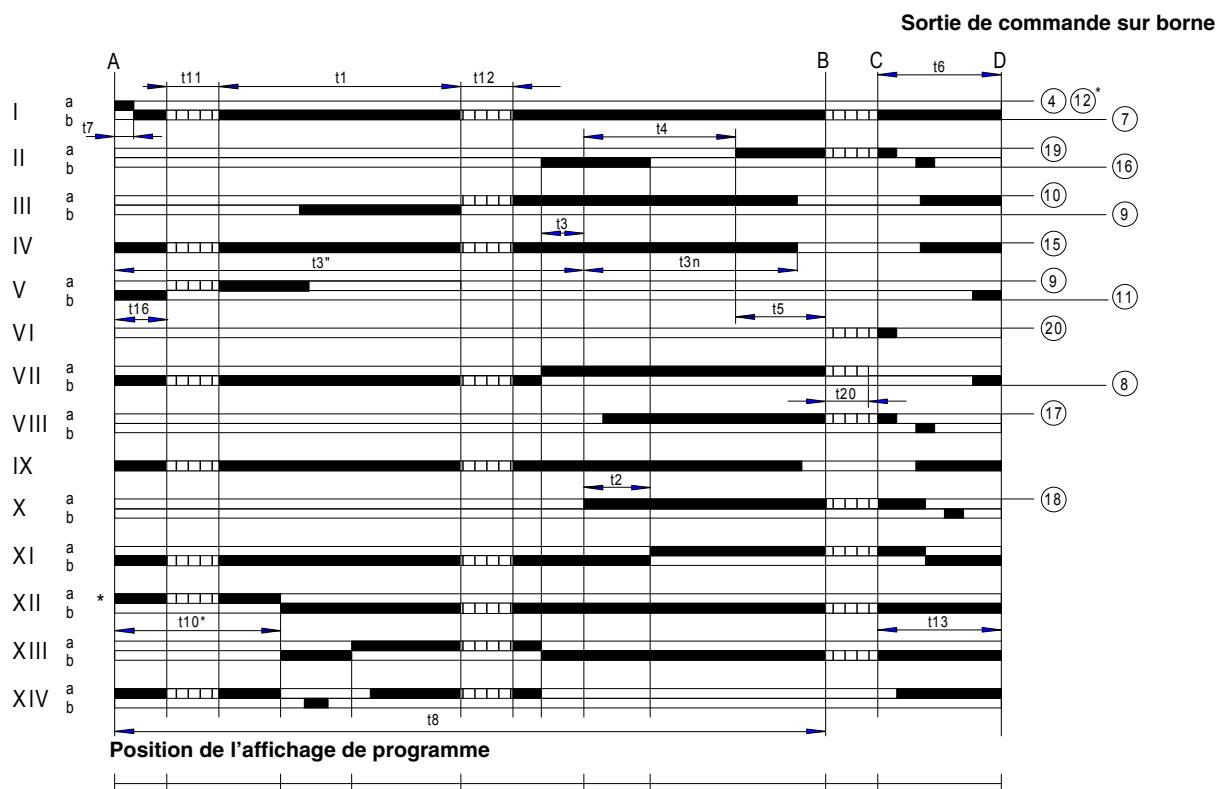 Sortie de commande sur borne
A B C D
t11 t1 t12 t6
I a b 4 12* 7
t7 t4
II a b 19 16
III a b 10 9
t3
IV 15
t3" t3n
V a b 9 11
t16 t5
VI 20
VII a b 8
t20
VIII a b 17
IX
t2
X a b 18
XI a b
XII a b *
t10* t13
XIII a b
XIV a b
t8
Position de l’affichage de programme